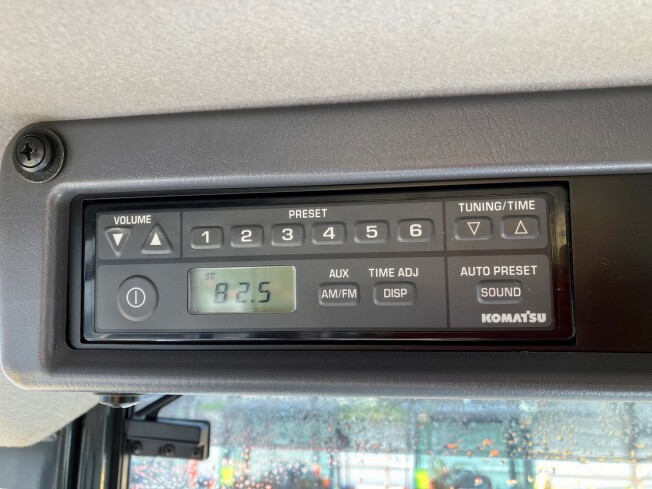 VOLUME
PRESET
TUNING/TIME
1 2 3 4 5 6
ST
82.5
AUX
TIME ADJ
AM/FM
DISP
AUTO PRESET
SOUND
KOMATSU